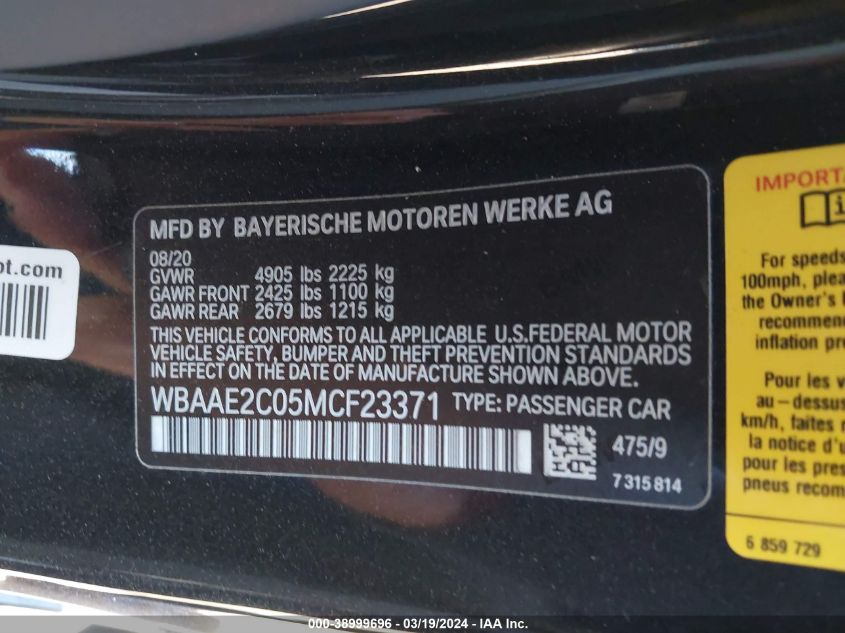 MFD BY BAYERISCHE MOTOREN WERKE AG
08/20
GVWR 4905 lbs 2225 kg
GAWR FRONT 2425 lbs 1100 kg
GAWR REAR 2679 lbs 1215 kg
THIS VEHICLE CONFORMS TO ALL APPLICABLE U.S.FEDERAL MOTOR
VEHICLE SAFETY, BUMPER AND THEFT PREVENTION STANDARDS
IN EFFECT ON THE DATE OF MANUFACTURE SHOWN ABOVE.
WBAAE2C05MCF23371 TYPE: PASSENGER CAR
475/9
7 315 814
ot.com
IMPORTA
i
For speeds
100mph, plea
the Owner's
recommen
inflation pre
Pour les v
au-dessus
km/h, faites
la notice d'u
pour les pres
pneus recom
6 859 729
210 - 38999696 - 03/19/2024 - IAA Inc.